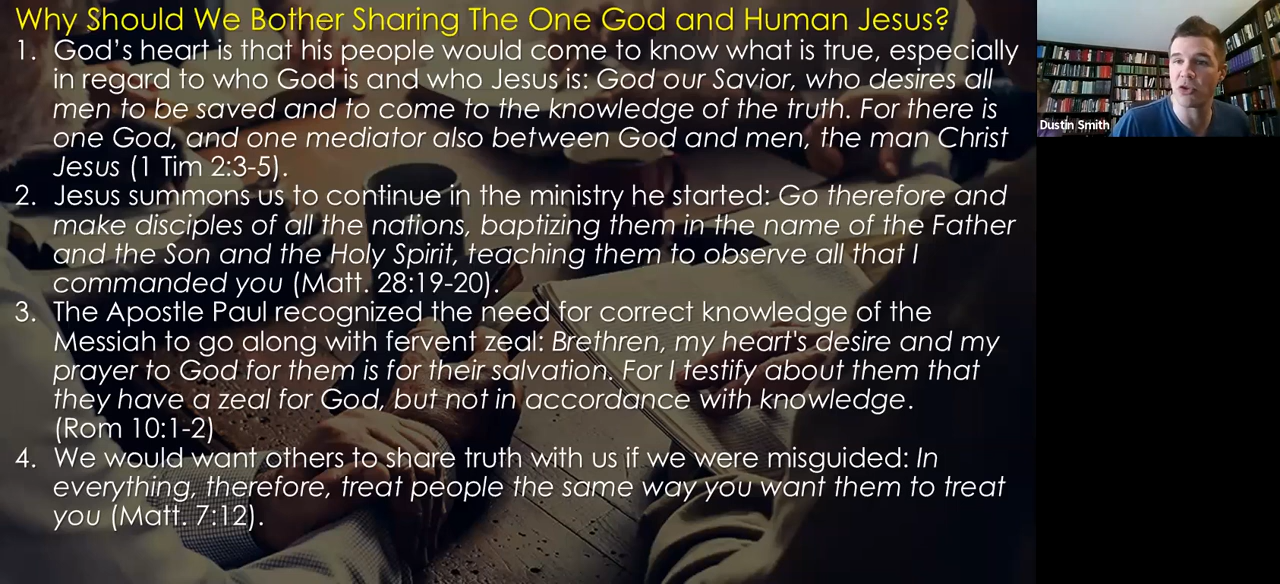 Why Should We Bother Sharing The One God and Human Jesus?
1. God's heart is that his people would come to know what is true, especially
in regard to who God is and who Jesus is: God our Savior, who desires all
men to be saved and to come to the knowledge of the truth. For there is
one God, and one mediator also between God and men, the man Christ
Jesus (1 Tim 2:3-5).
2. Jesus summons us to continue in the ministry he started: Go therefore and
make disciples of all the nations, baptizing them in the name of the Father
and the Son and the Holy Spirit, teaching them to observe all that I
commanded you (Matt. 28:19-20).
3. The Apostle Paul recognized the need for correct knowledge of the
Messiah to go along with fervent zeal: Brethren, my heart's desire and my
prayer to God for them is for their salvation. For I testify about them that
they have a zeal for God, but not in accordance with knowledge.
(Rom 10:1-2)
4. We would want others to share truth with us if we were misguided: In
everything, therefore, treat people the same way you want them to treat
you (Matt. 7:12).
Dustin Smith